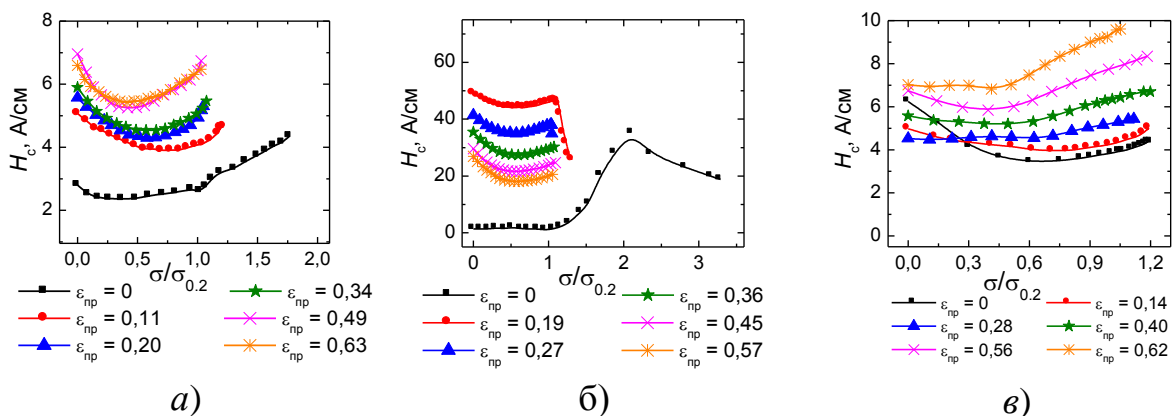 8
6
4
2
H_c, А/см
0,0 0,5 1,0 1,5 2,0
σ/σ_0.2
ε_пр = 0
ε_пр = 0,34
ε_пр = 0,11
ε_пр = 0,49
ε_пр = 0,20
ε_пр = 0,63
а)
60
40
20
0
H_c, А/см
0 1 2 3
σ/σ_0.2
ε_пр = 0
ε_пр = 0,36
ε_пр = 0,19
ε_пр = 0,45
ε_пр = 0,27
ε_пр = 0,57
б)
10
8
6
4
2
0
H_c, А/см
0,0 0,3 0,6 0,9 1,2
σ/σ_0.2
ε_пр = 0
ε_пр = 0,14
ε_пр = 0,28
ε_пр = 0,40
ε_пр = 0,56
ε_пр = 0,62
в)